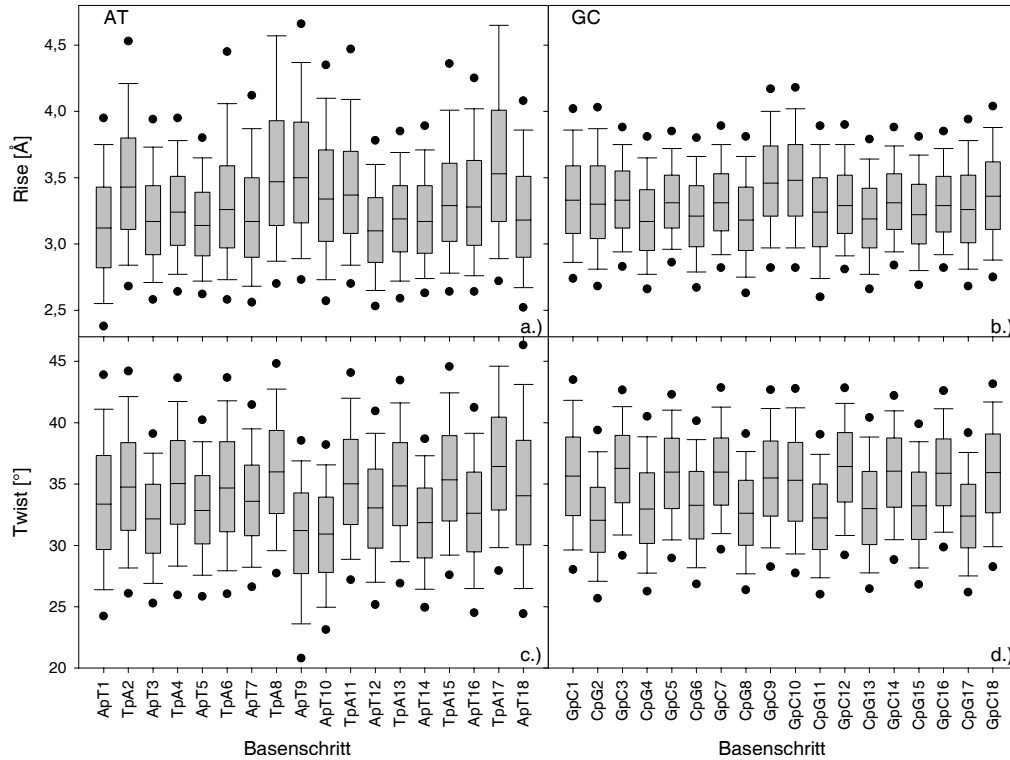 AT
GC
4,5
4,0
3,5
3,0
2,5
Rise [Å]
a.)
b.)
45
40
35
30
25
20
Twist [°]
c.)
d.)
ApT1
TpA2
ApT3
TpA4
ApT5
TpA6
ApT7
TpA8
ApT9
ApT10
TpA11
ApT12
TpA13
ApT14
TpA15
ApT16
TpA17
ApT18
GpC1
CpG2
GpC3
CpG4
GpC5
CpG6
GpC7
CpG8
GpC9
GpC10
CpG11
GpC12
CpG13
GpC14
CpG15
GpC16
CpG17
GpC18
Basenschritt
Basenschritt